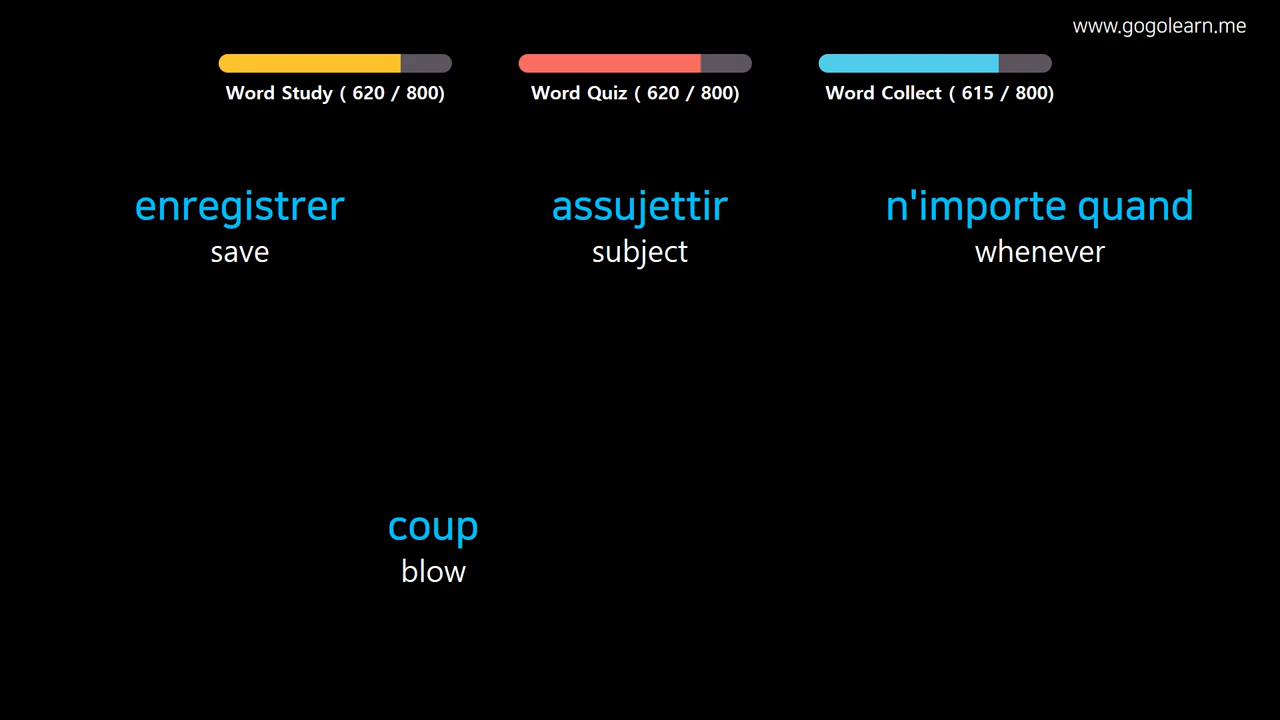 www.gogolearn.me
Word Study ( 620 / 800)
Word Quiz ( 620 / 800)
Word Collect ( 615 / 800)
enregistrer
save
assujettir
subject
n'importe quand
whenever
coup
blow